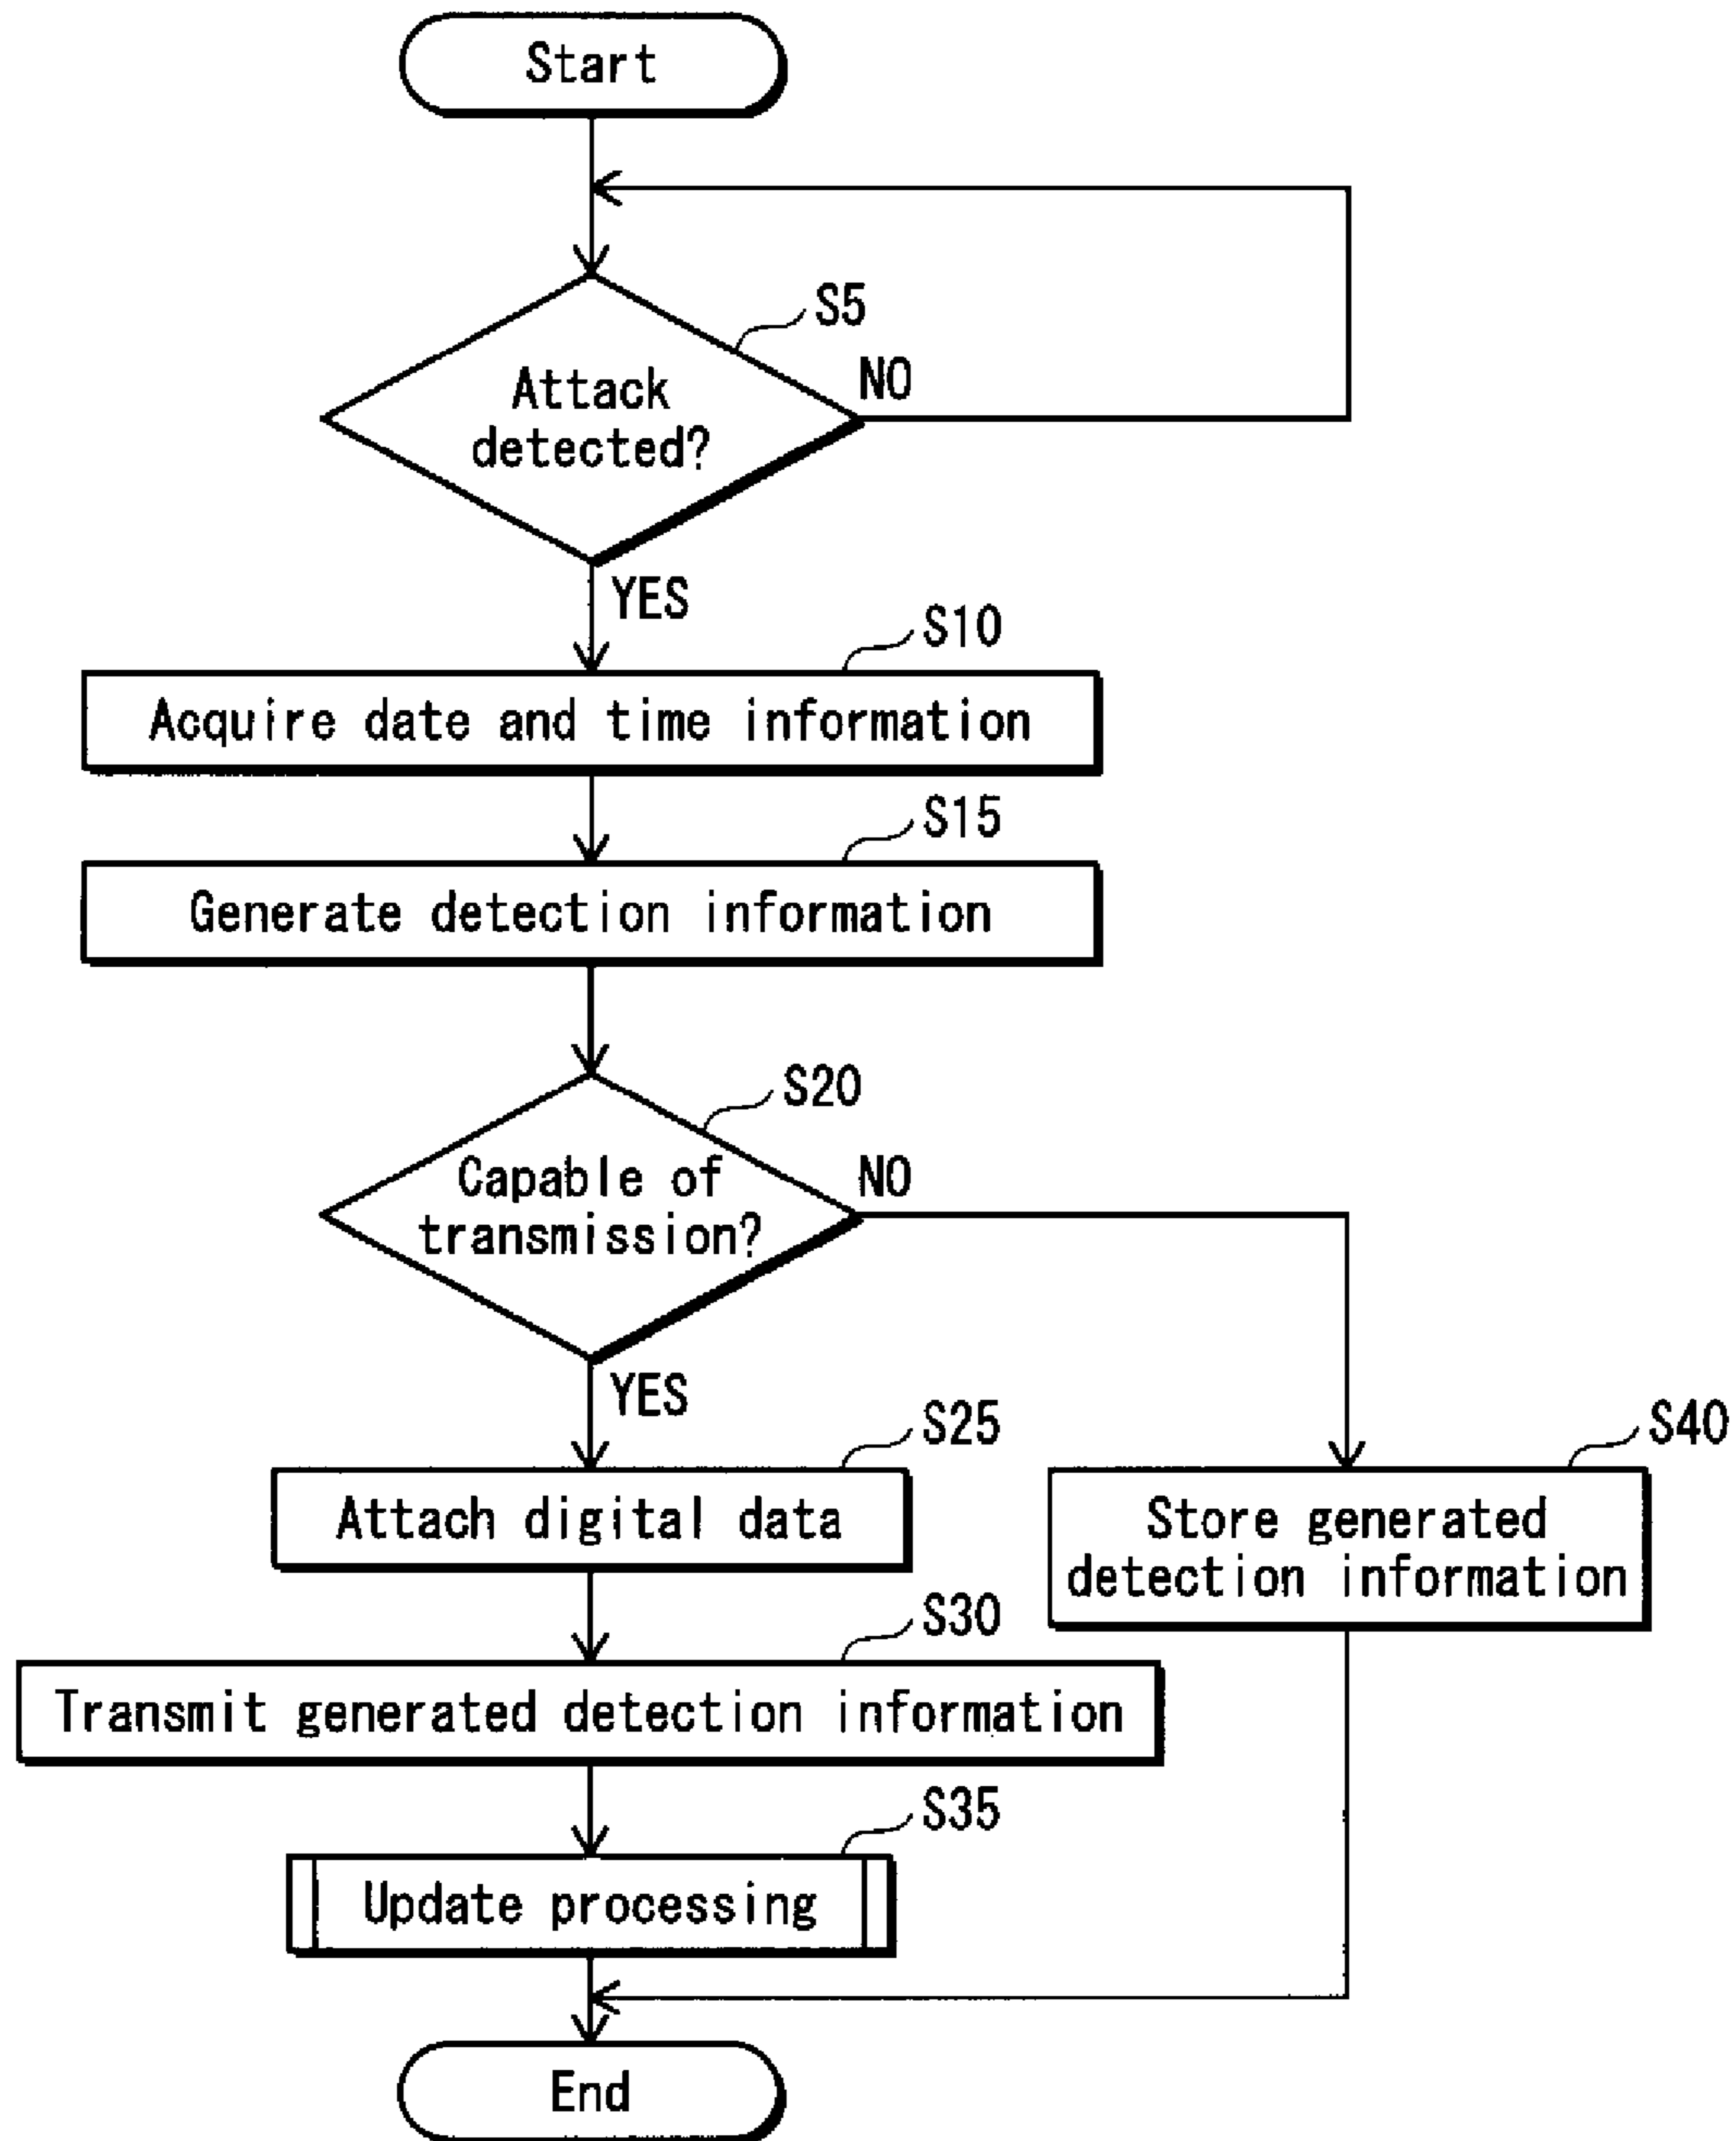 Start
S5
Attack
detected?
NO
YES
S10
Acquire date and time information
S15
Generate detection information
S20
Capable of
transmission?
NO
YES
S25
Attach digital data
S40
Store generated
detection information
S30
Transmit generated detection information
S35
Update processing
End